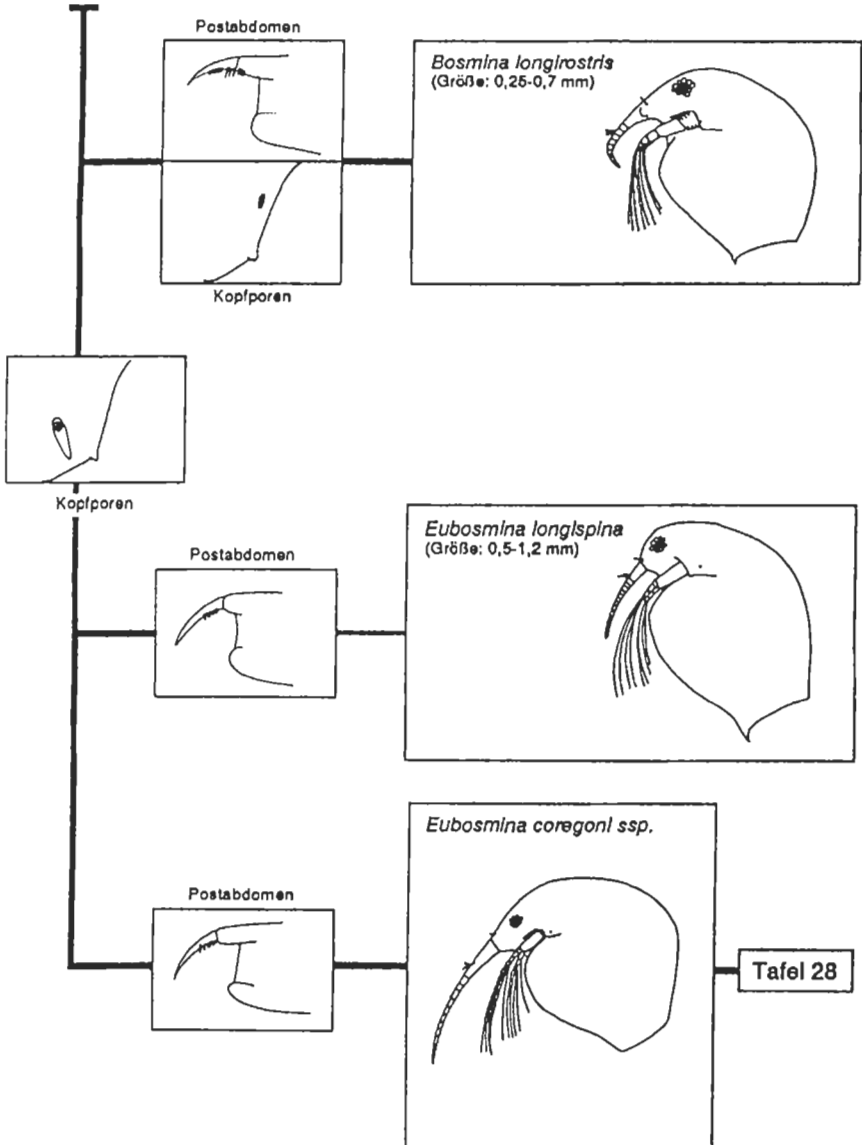 Postabdomen
Bosmina longirostris
(Größe: 0,25-0,7 mm)
Kopfporen
Kopfporen
Postabdomen
Eubosmina longispina
(Größe: 0,5-1,2 mm)
Postabdomen
Eubosmina coregoni ssp.
Tafel 28